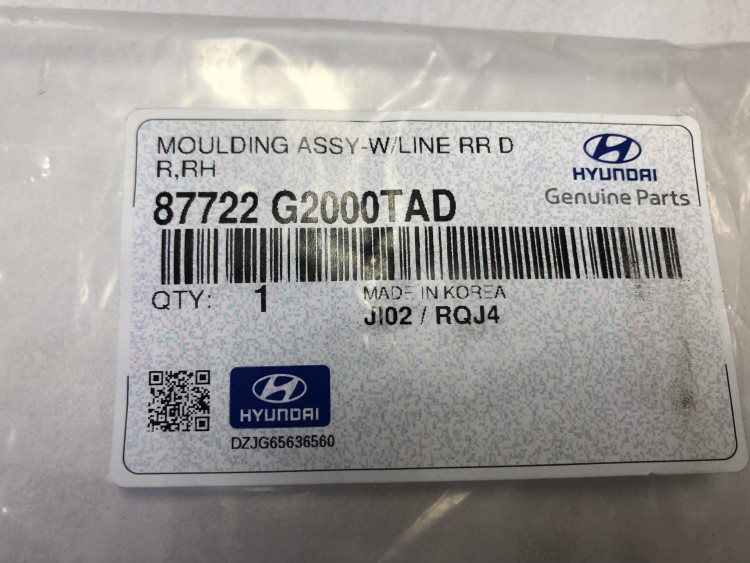 MOULDING ASSY-W/LINE RR D
R,RH
HYUNDAI
Genuine Parts
87722 G2000TAD
QTY: 1
MADE IN KOREA
JI02 / RQJ4
HYUNDAI
DZJG65636560